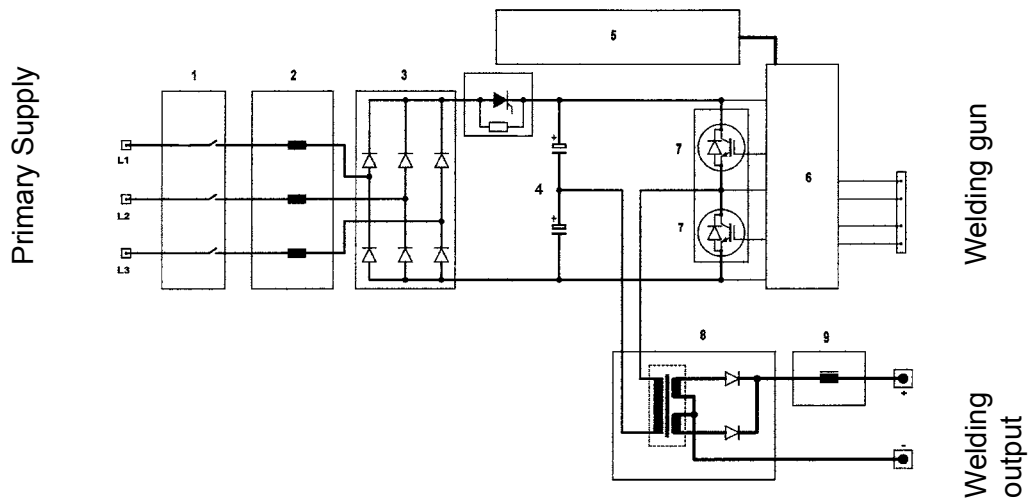 Primary Supply
1
2
3
5
6
L1
L2
L3
+
4
+
7
7
Welding gun
8
9
+
-
Welding
output